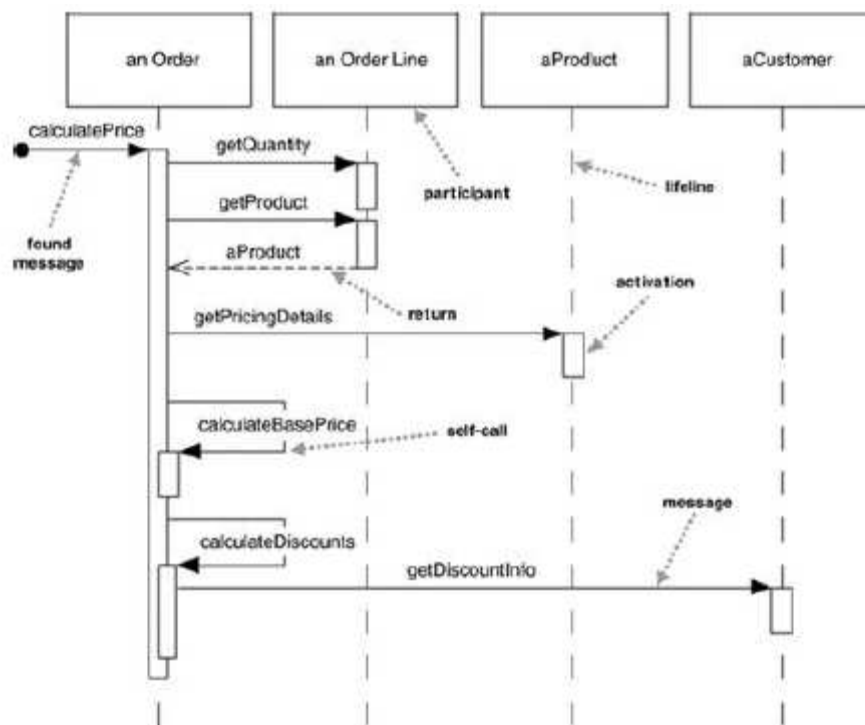 an Order
an Order Line
aProduct
aCustomer
calculatePrice
getQuantity
participant
lifeline
getProduct
found
message
aProduct
return
activation
getPricingDetails
calculateBasePrice
self-call
message
calculateDiscounts
getDiscountInfo